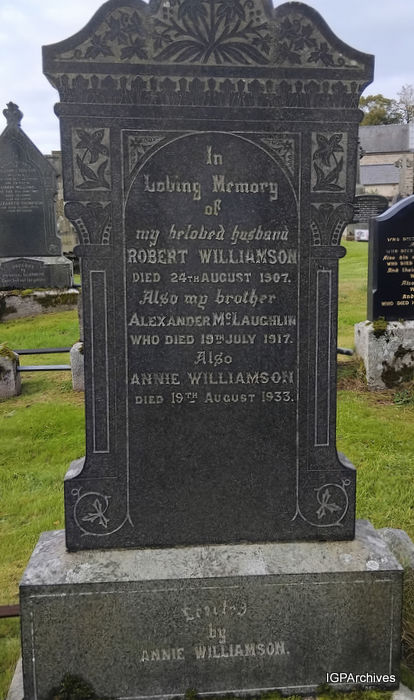 In
Loving Memory
of
my beloved husband
ROBERT WILLIAMSON
DIED 24TH AUGUST 1907.
Also my brother
ALEXANDER McLAUGHLIN
WHO DIED 19TH JULY 1917.
Also
ANNIE WILLIAMSON
DIED 19TH AUGUST 1933.
Erected
by
ANNIE WILLIAMSON.
IGPArchives